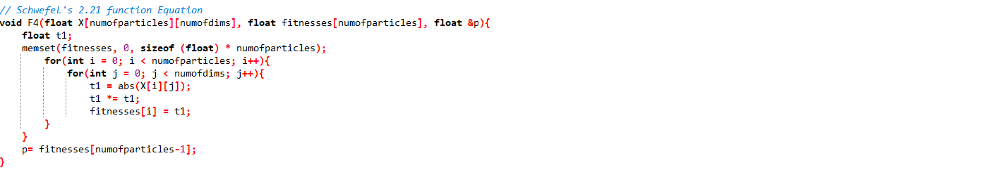 // Schwefel's 2.21 function Equation
void F4(float X[numofparticles][numofdims], float fitnesses[numofparticles], float &p){
    float t1;
    memset(fitnesses, 0, sizeof (float) * numofparticles);
        for(int i = 0; i < numofparticles; i++){
            for(int j = 0; j < numofdims; j++){
                t1 = abs(X[i][j]);
                t1 *= t1;
                fitnesses[i] = t1;
        }
    }
    p= fitnesses[numofparticles-1];
}